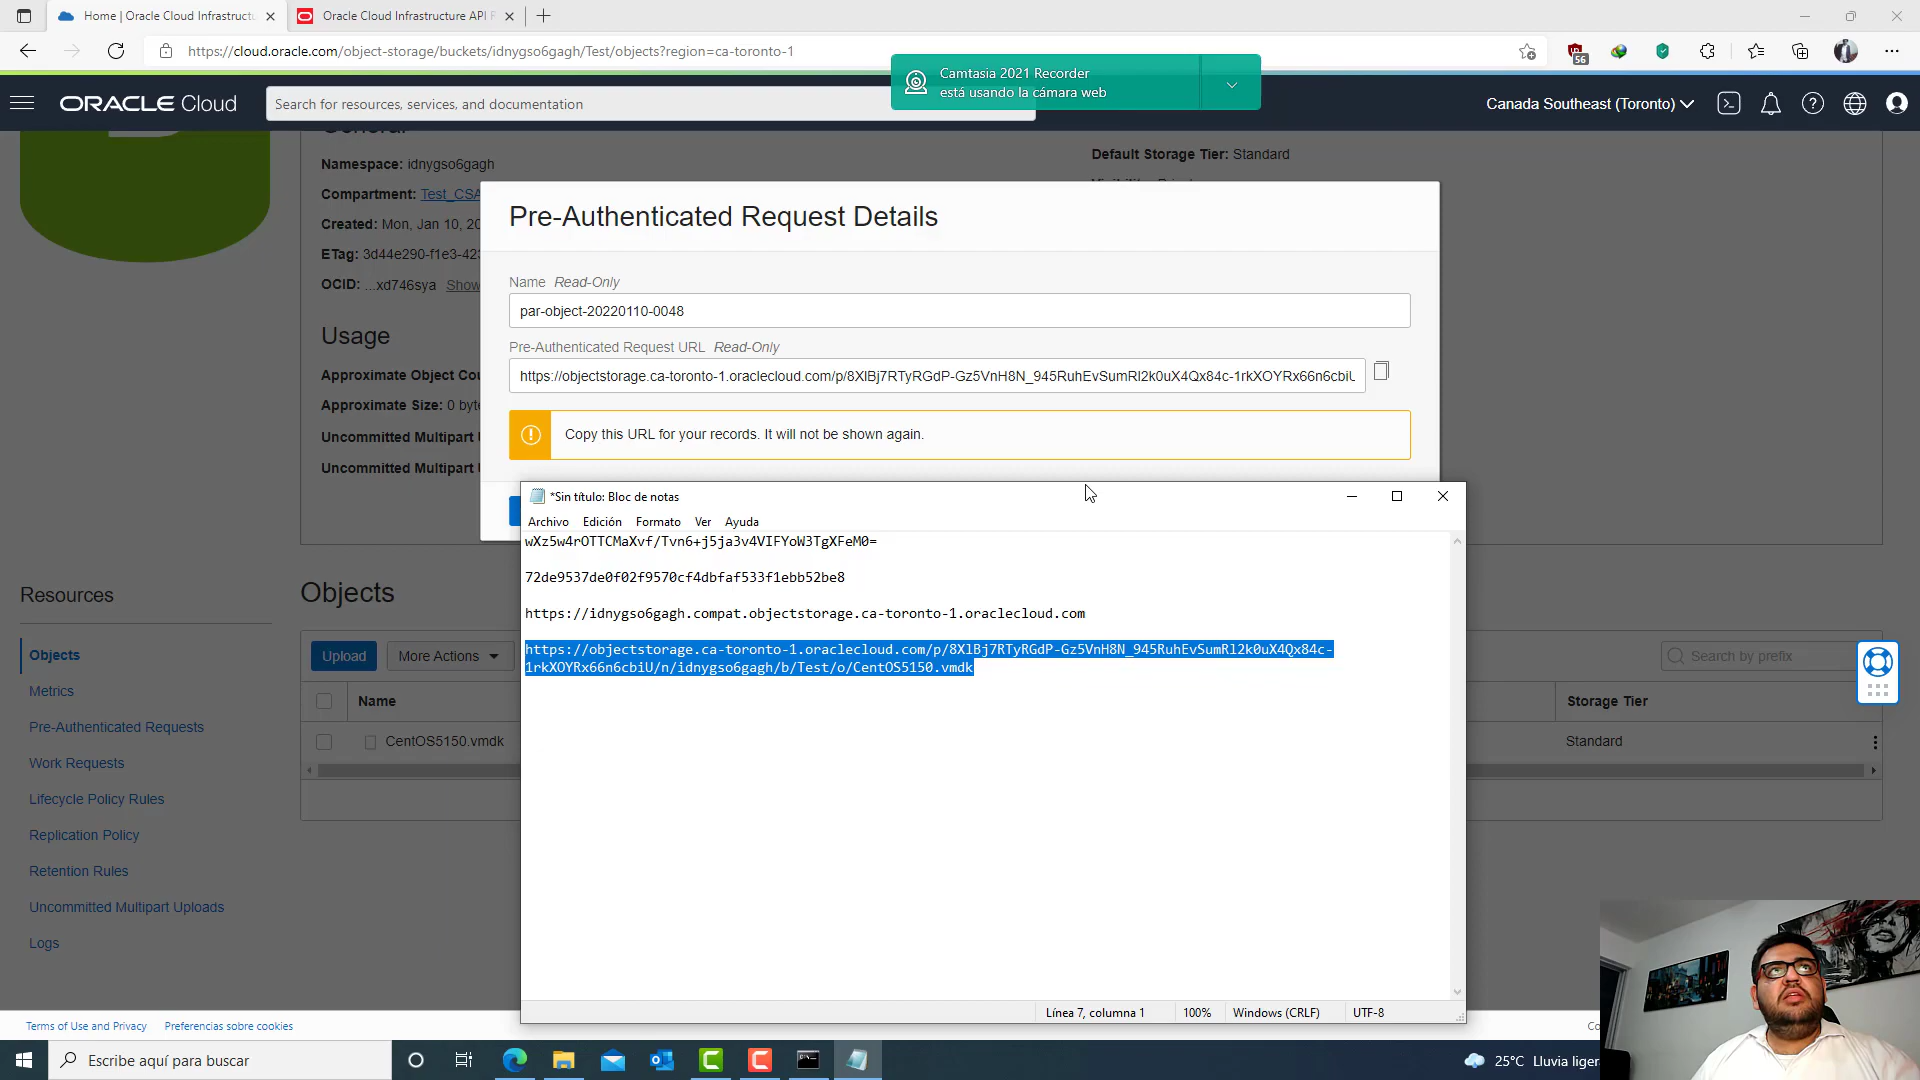 Home | Oracle Cloud Infrastructu
Oracle Cloud Infrastructure API R
https://cloud.oracle.com/object-storage/buckets/idnygso6gagh/Test/objects?region=ca-toronto-1
56
Camtasia 2021 Recorder
está usando la cámara web
ORACLE Cloud
Search for resources, services, and documentation
Canada Southeast (Toronto)
General
Namespace: idnygso6gagh
Compartment: Test_CSA
Created: Mon, Jan 10, 20
ETag: 3d44e290-f1e3-423
OCID: ...xd746sya Show
Default Storage Tier: Standard
Usage
Approximate Object Cou
Approximate Size: 0 byte
Uncommitted Multipart U
Uncommitted Multipart U
Pre-Authenticated Request Details
Name Read-Only
par-object-20220110-0048
Pre-Authenticated Request URL Read-Only
https://objectstorage.ca-toronto-1.oraclecloud.com/p/8XlBj7RTyRGdP-Gz5VnH8N_945RuhEvSumRl2k0uX4Qx84c-1rkXOYRx66n6cbiU
Copy this URL for your records. It will not be shown again.
*Sin título: Bloc de notas
Archivo Edición Formato Ver Ayuda
wXz5w4rOTTCMaXvf/Tvn6+j5ja3v4VIFYoW3TgXFeM0=
72de9537de0f02f9570cf4dbfaf533f1ebb52be8
https://idnygso6gagh.compat.objectstorage.ca-toronto-1.oraclecloud.com
https://objectstorage.ca-toronto-1.oraclecloud.com/p/8XlBj7RTyRGdP-Gz5VnH8N_945RuhEvSumRl2k0uX4Qx84c-
1rkXOYRx66n6cbiU/n/idnygso6gagh/b/Test/o/CentOS5150.vmdk
Línea 7, columna 1 100% Windows (CRLF) UTF-8
Resources
Objects
Metrics
Pre-Authenticated Requests
Work Requests
Lifecycle Policy Rules
Replication Policy
Retention Rules
Uncommitted Multipart Uploads
Logs
Objects
Upload More Actions
Search by prefix
Name Storage Tier
CentOS5150.vmdk Standard
Terms of Use and Privacy Preferencias sobre cookies
Co
Escribe aquí para buscar
25°C Lluvia liger